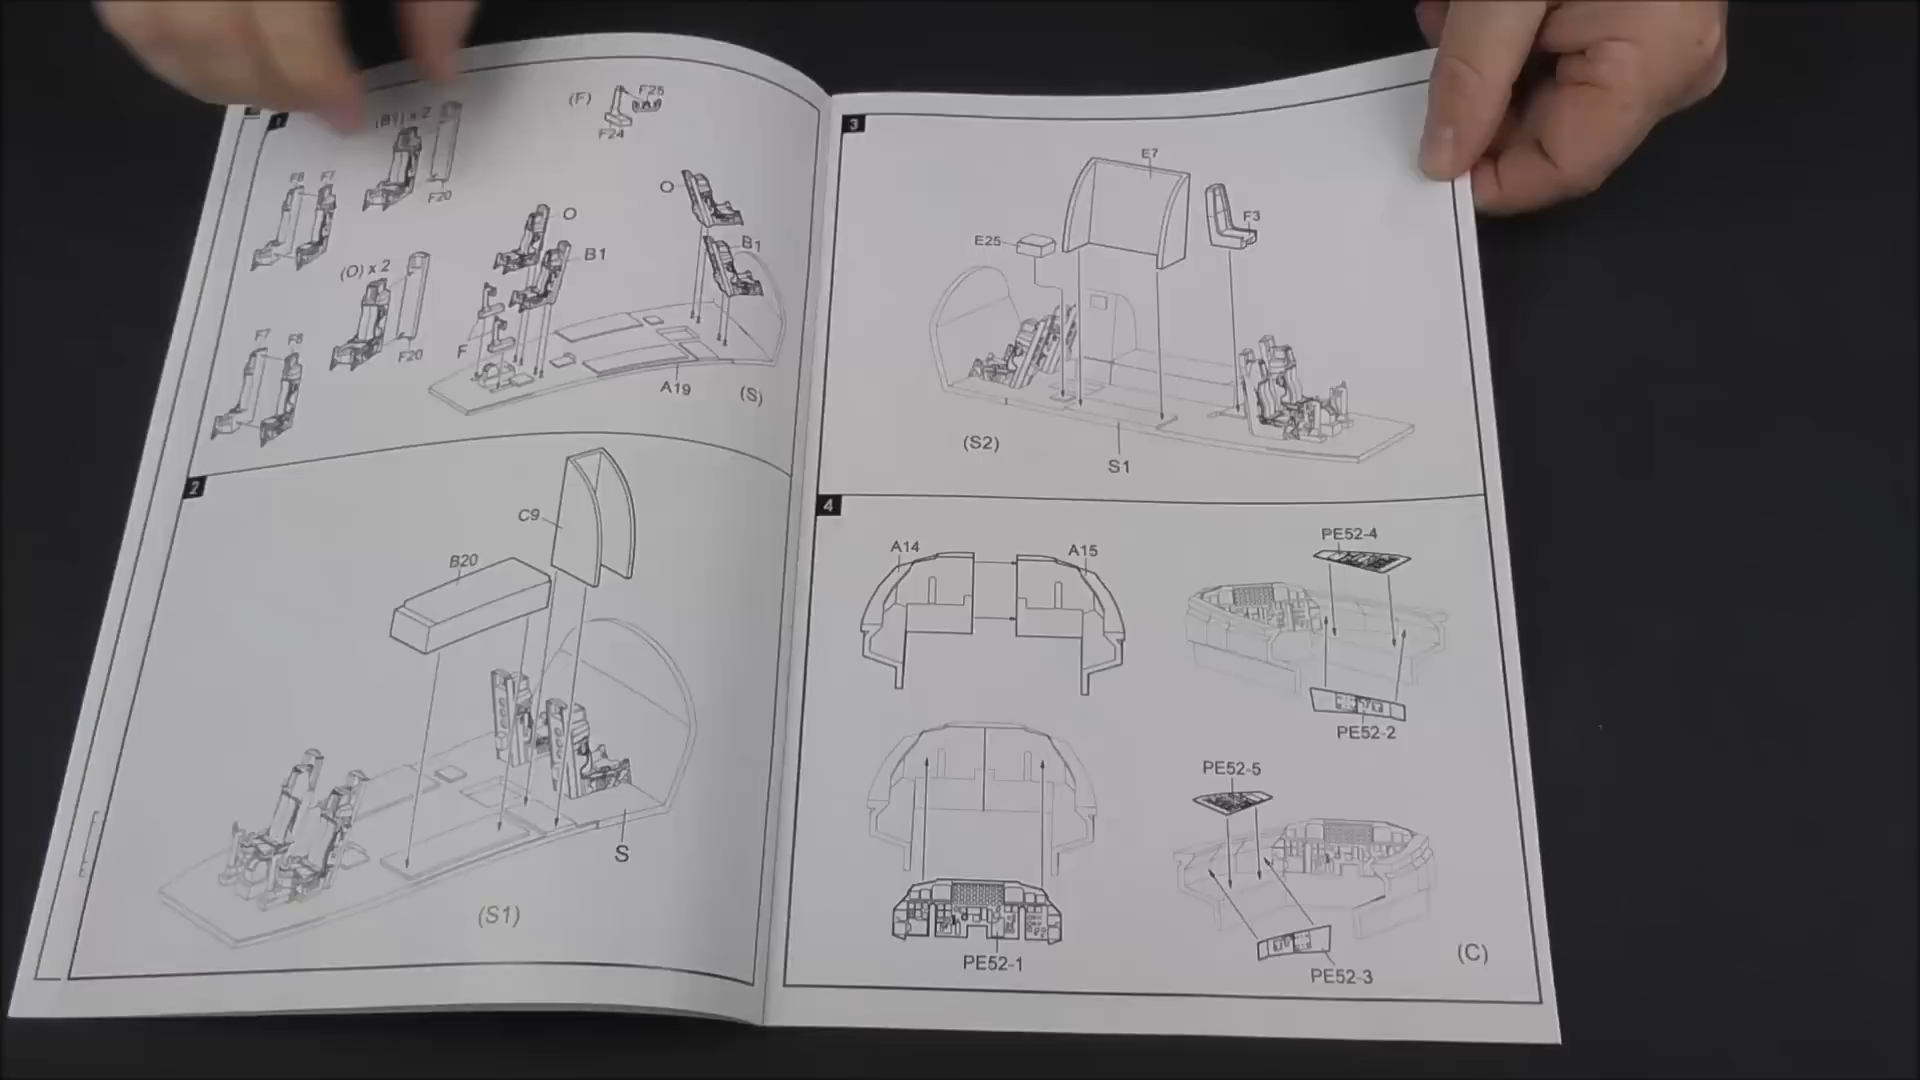 1
(B1) x 2
F8 F7
F20
(F)
F25
F24
O
B1
O
B1
(O) x 2
F20
F7 F8
F
A19
(S)
2
C9
B20
S
(S1)
3
E7
F3
E25
(S2)
S1
4
A14
A15
PE52-4
PE52-2
PE52-5
PE52-1
PE52-3
(C)